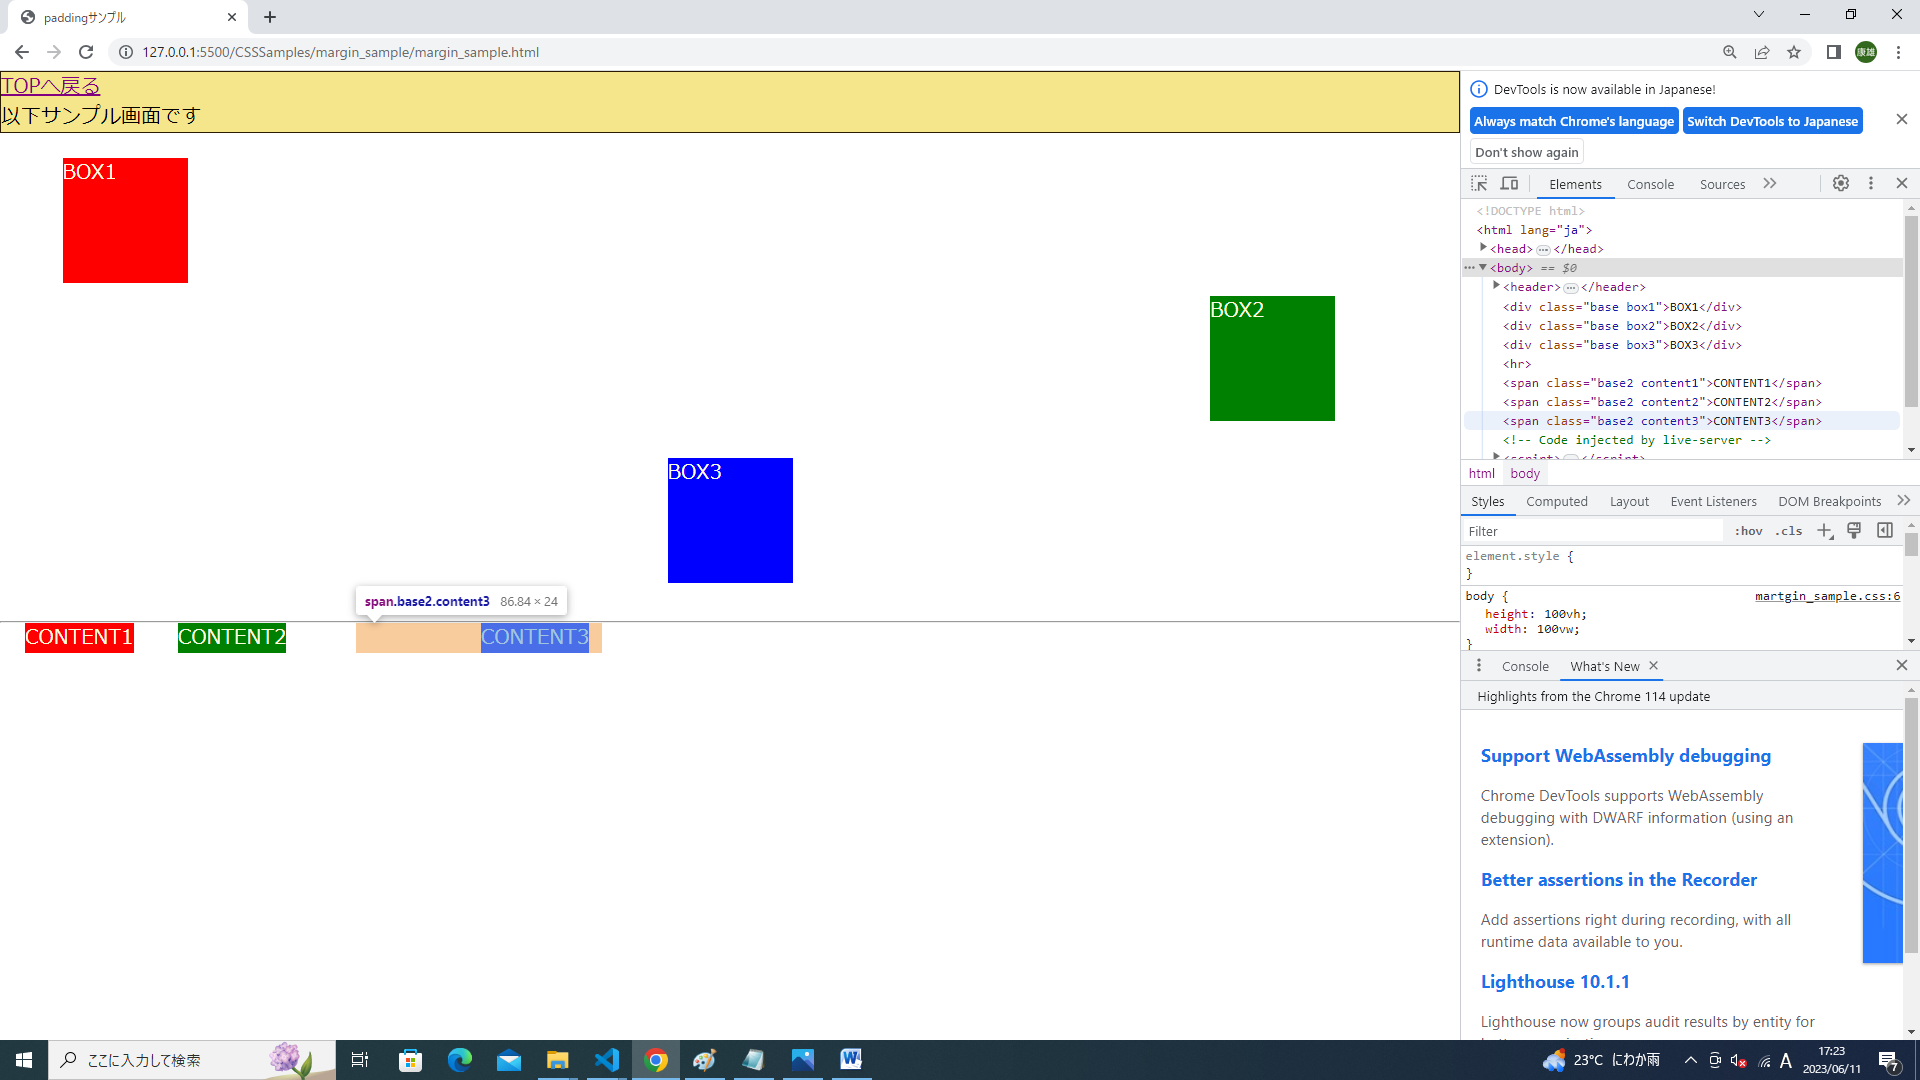 paddingサンプル
127.0.0.1:5500/CSSSamples/margin_sample/margin_sample.html
康雄
TOPへ戻る
以下サンプル画面です
BOX1
BOX2
BOX3
span.base2.content3 86.84 × 24
CONTENT1 CONTENT2 CONTENT3
DevTools is now available in Japanese!
Always match Chrome's language Switch DevTools to Japanese
Don't show again
Elements Console Sources
<!DOCTYPE html>
<html lang="ja">
<head> … </head>
<body> == $0
<header> … </header>
<div class="base box1">BOX1</div>
<div class="base box2">BOX2</div>
<div class="base box3">BOX3</div>
<hr>
<span class="base2 content1">CONTENT1</span>
<span class="base2 content2">CONTENT2</span>
<span class="base2 content3">CONTENT3</span>
<!-- Code injected by live-server -->
<script> … </script>
html body
Styles Computed Layout Event Listeners DOM Breakpoints
Filter :hov .cls
element.style {
}
body { martgin_sample.css:6
height: 100vh;
width: 100vw;
}
Console What's New
Highlights from the Chrome 114 update
Support WebAssembly debugging
Chrome DevTools supports WebAssembly
debugging with DWARF information (using an
extension).
Better assertions in the Recorder
Add assertions right during recording, with all
runtime data available to you.
Lighthouse 10.1.1
Lighthouse now groups audit results by entity for
ここに入力して検索
23°C にわか雨
A
17:23
2023/06/11
7